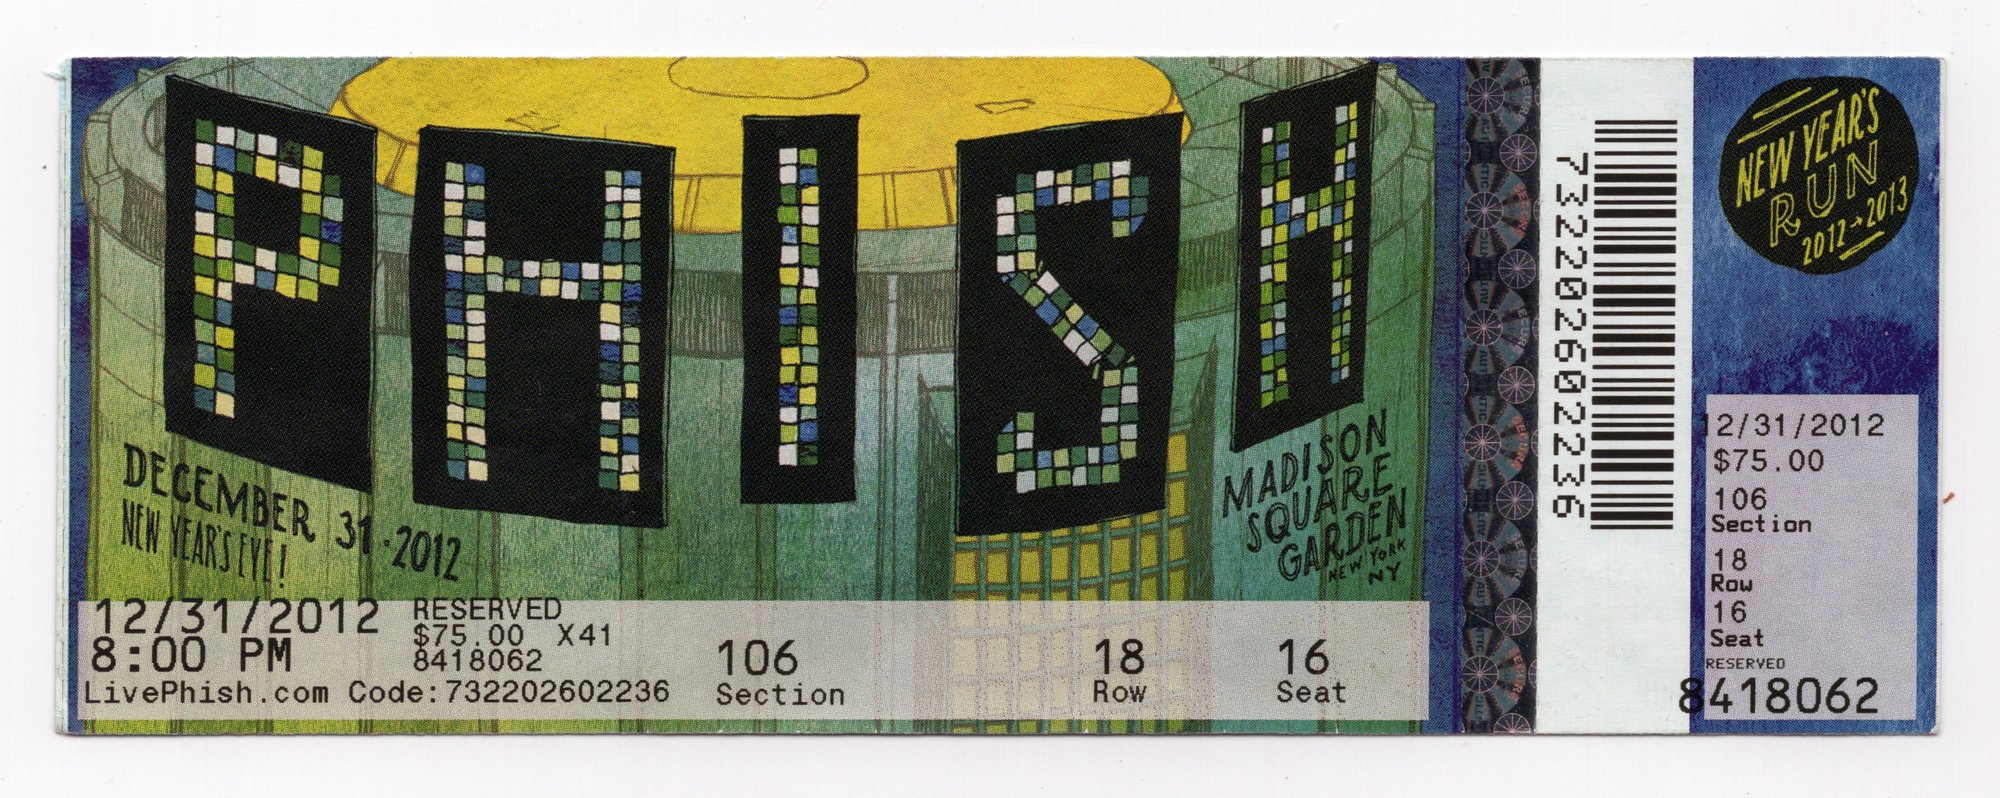 PHISH
DECEMBER 31·2012
NEW YEAR'S EVE!
MADISON
SQUARE
GARDEN
NEW YORK
NY
12/31/2012
8:00 PM
RESERVED
$75.00 X41
8418062
LivePhish.com Code:732202602236
106
Section
18
Row
16
Seat
732202602236
NEW YEAR'S
RUN
2012→2013
12/31/2012
$75.00
106
Section
18
Row
16
Seat
RESERVED
8418062